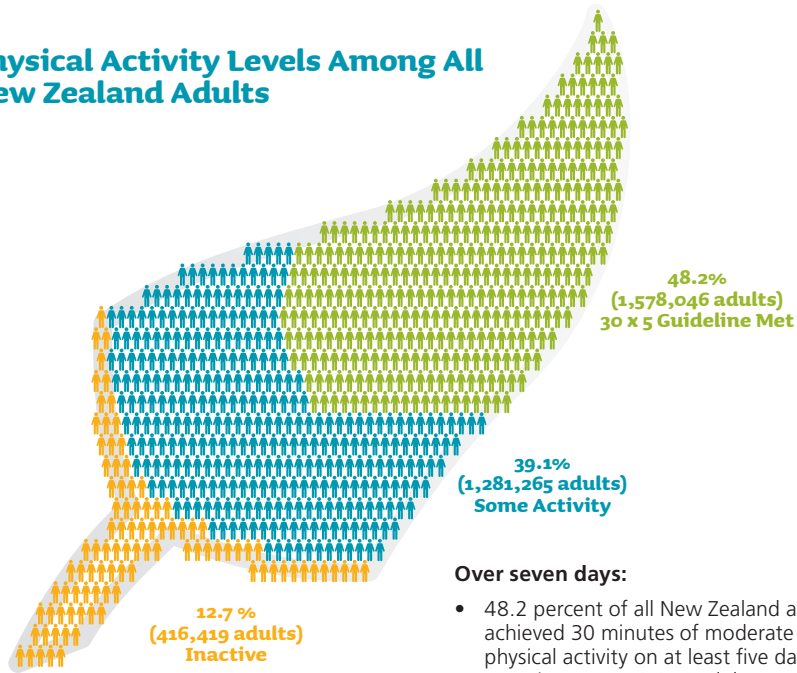 hysical Activity Levels Among All
ew Zealand Adults
48.2%
(1,578,046 adults)
30 x 5 Guideline Met
39.1%
(1,281,265 adults)
Some Activity
12.7 %
(416,419 adults)
Inactive
Over seven days:
• 48.2 percent of all New Zealand a
achieved 30 minutes of moderate
physical activity on at least five da